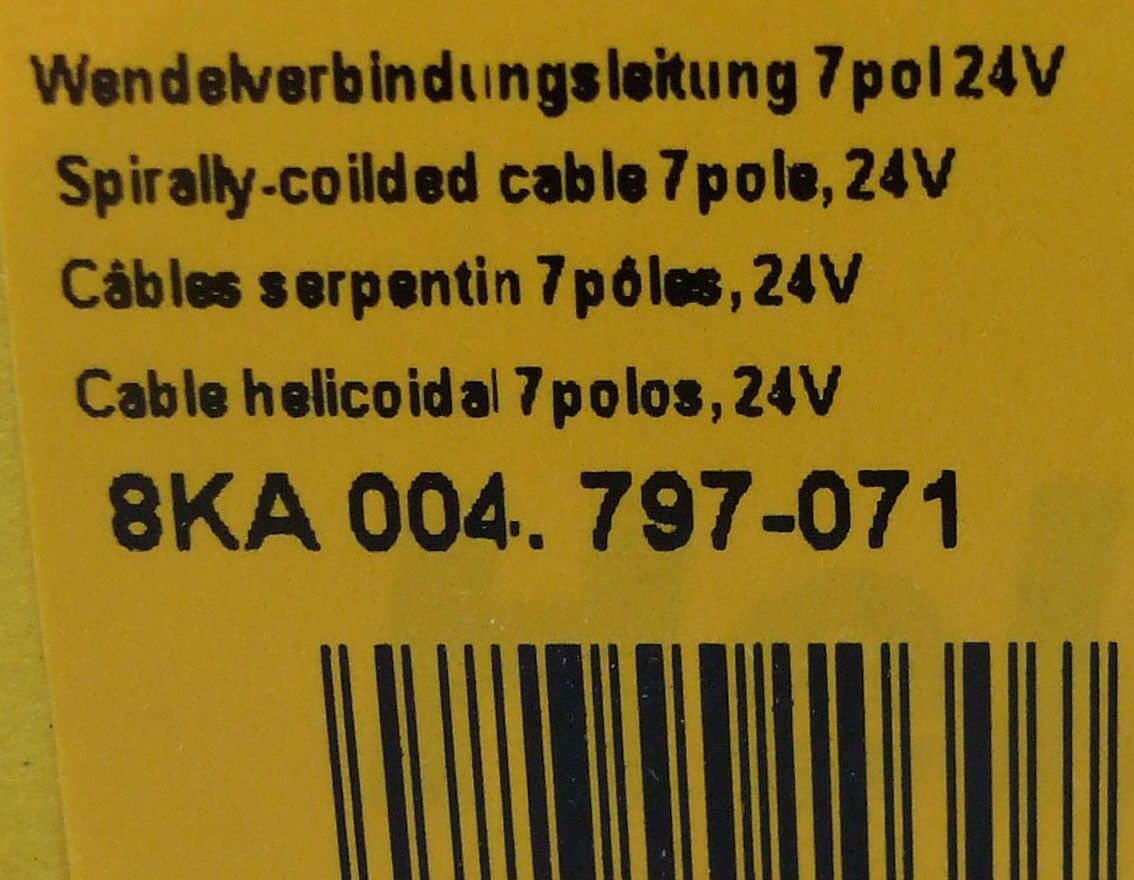 Wendelverbindungsleitung 7pol 24V
Spirally-coilded cable 7pole, 24V
Câbles serpentin 7pôles, 24V
Cable helicoidal 7polos, 24V
8KA 004. 797-071